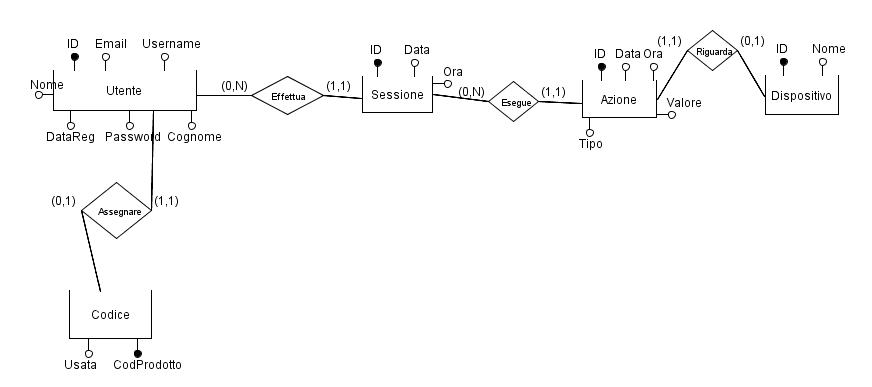 ID Email Username
Nome
Utente
DataReg Password Cognome
(0,N)
Effettua
(1,1)
ID Data
Ora
Sessione
(0,N)
Esegue
(1,1)
ID Data Ora
Azione
Valore
Tipo
(1,1)
Riguarda
(0,1)
ID Nome
Dispositivo
(0,1)
Assegnare
(1,1)
Codice
Usata CodProdotto